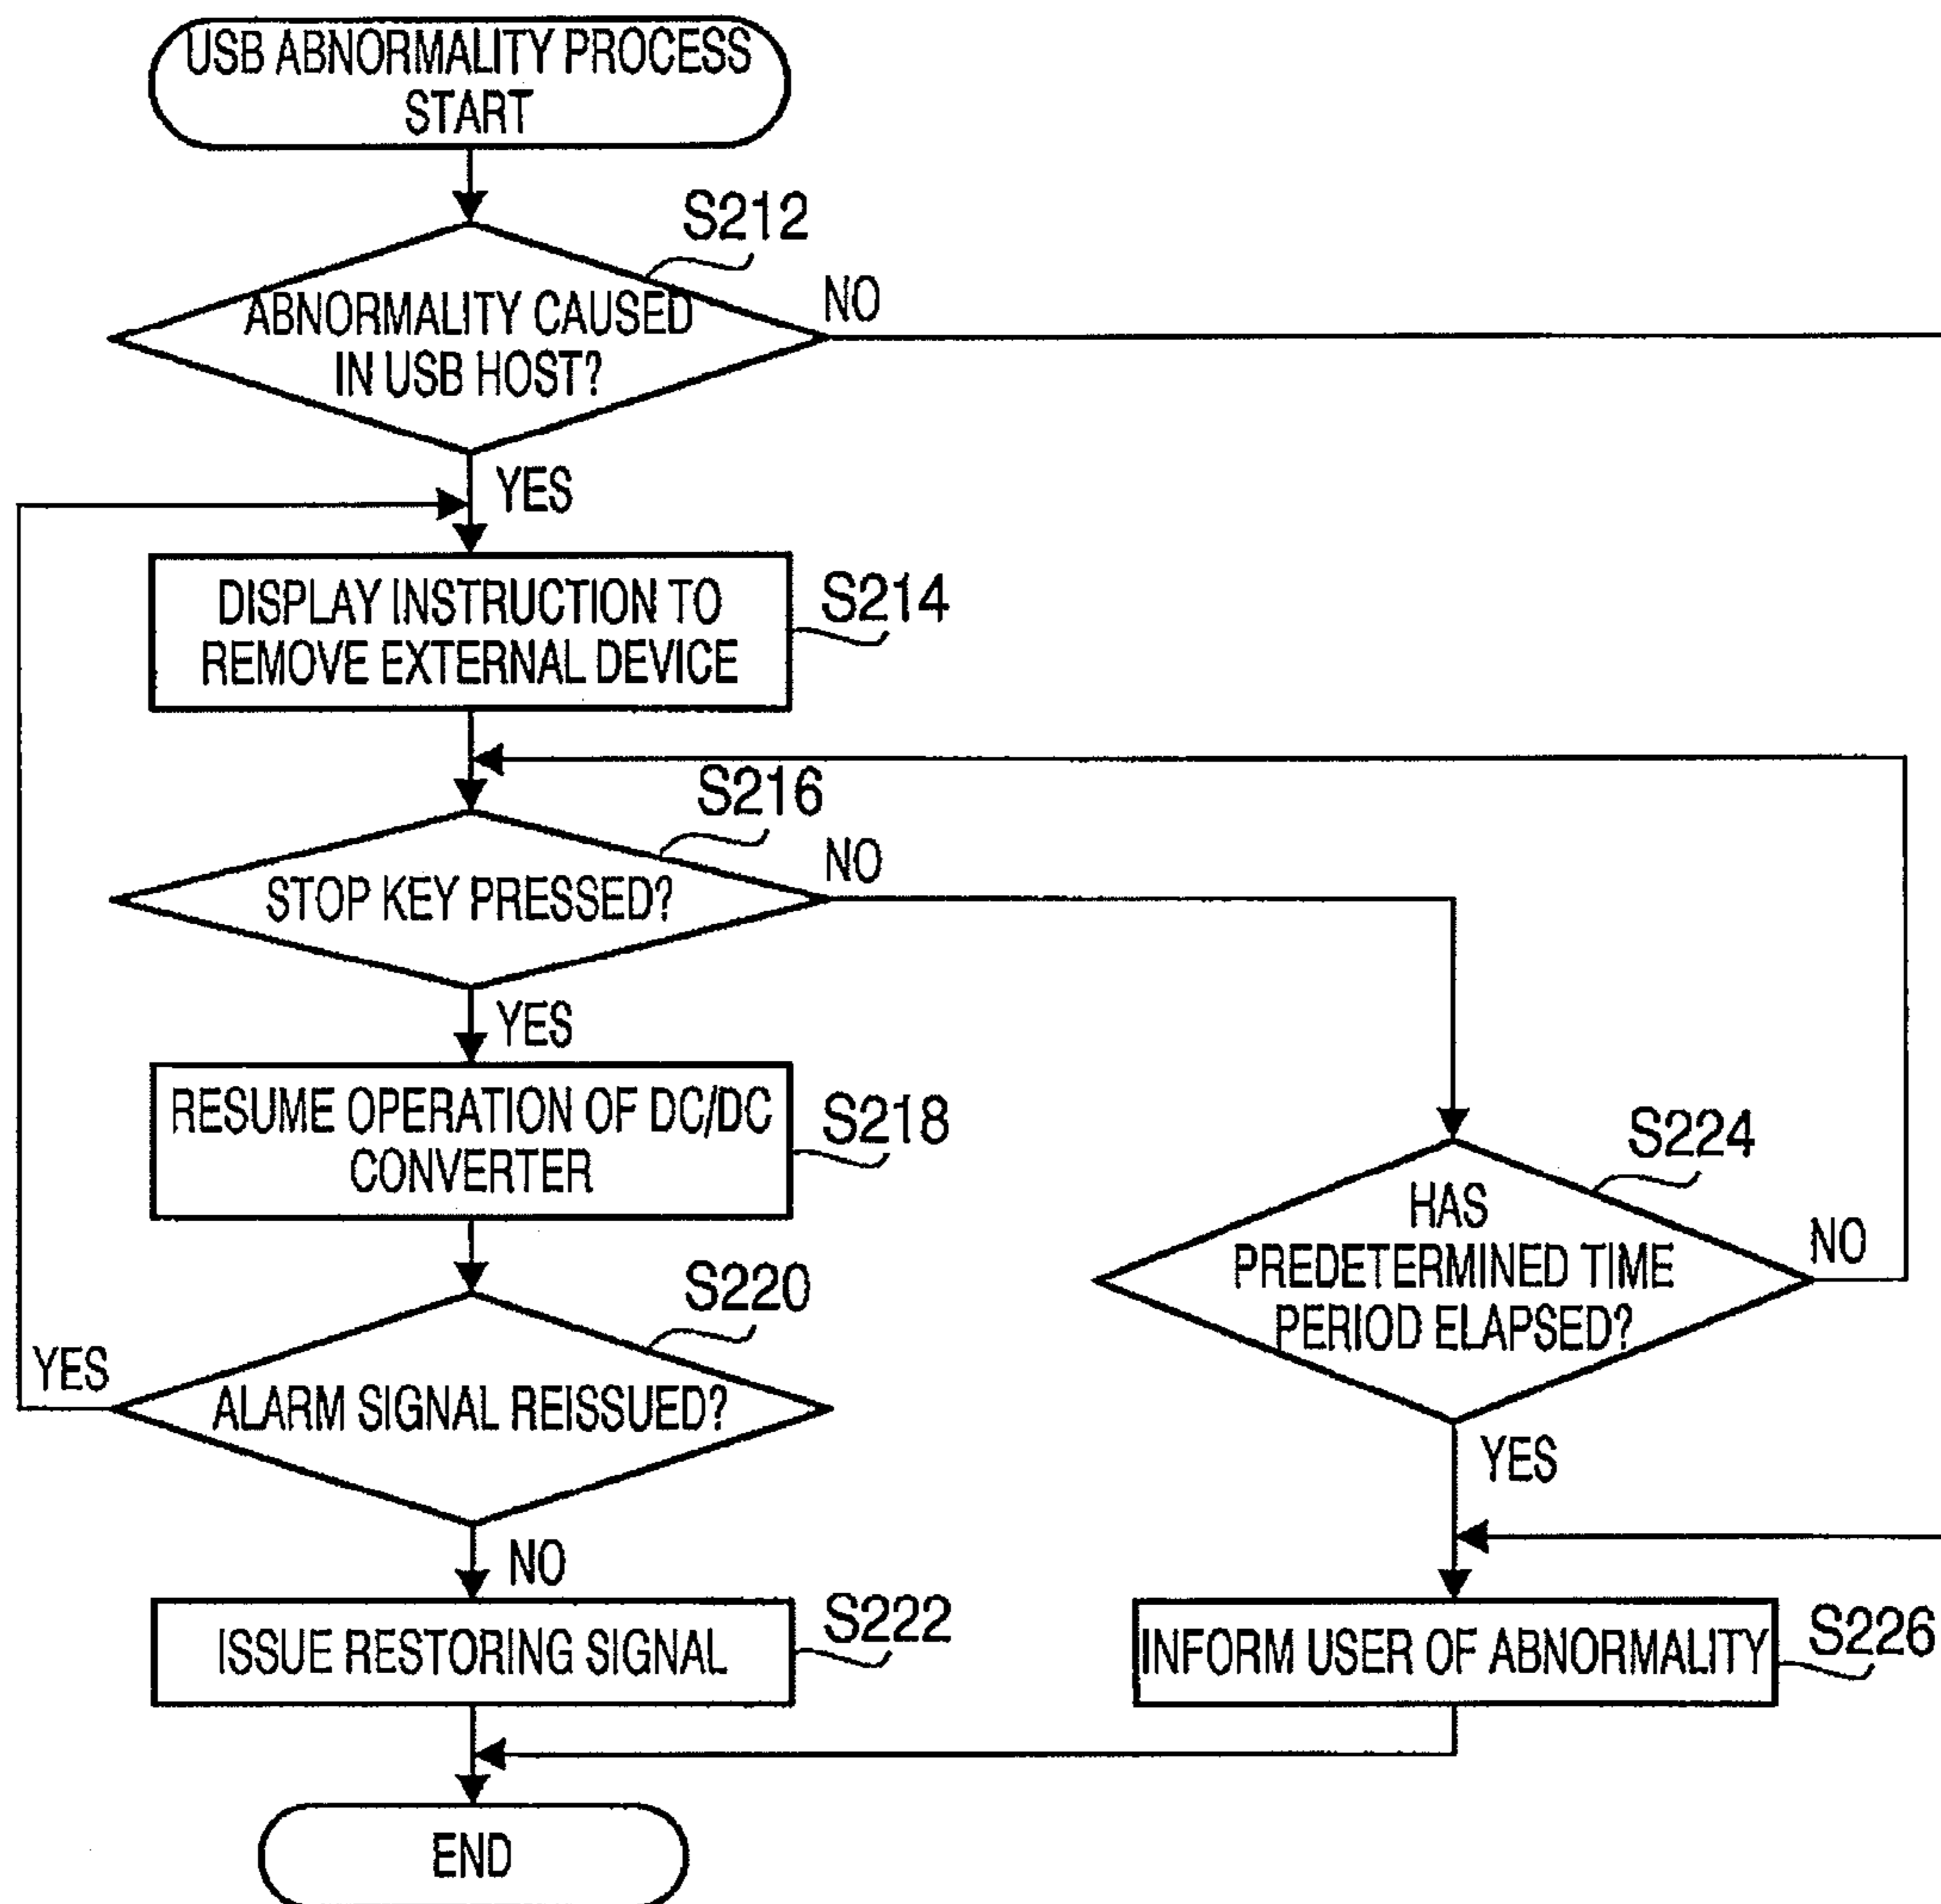 USB ABNORMALITY PROCESS
START
S212
ABNORMALITY CAUSED
IN USB HOST?
NO
YES
DISPLAY INSTRUCTION TO
REMOVE EXTERNAL DEVICE
S214
S216
STOP KEY PRESSED?
NO
YES
RESUME OPERATION OF DC/DC
CONVERTER
S218
S224
HAS
PREDETERMINED TIME
PERIOD ELAPSED?
NO
YES
S220
ALARM SIGNAL REISSUED?
YES
NO
ISSUE RESTORING SIGNAL
S222
INFORM USER OF ABNORMALITY
S226
END